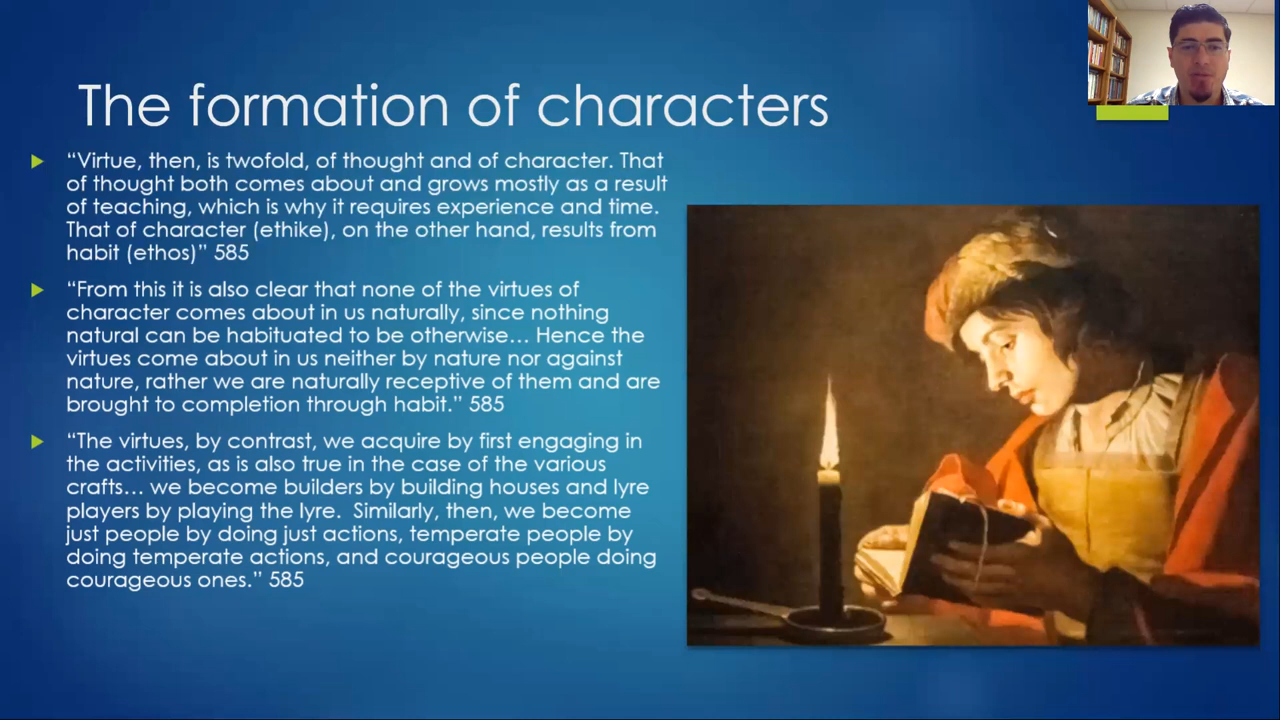 The formation of characters
“Virtue, then, is twofold, of thought and of character. That
of thought both comes about and grows mostly as a result
of teaching, which is why it requires experience and time.
That of character (ethike), on the other hand, results from
habit (ethos)” 585
“From this it is also clear that none of the virtues of
character comes about in us naturally, since nothing
natural can be habituated to be otherwise… Hence the
virtues come about in us neither by nature nor against
nature, rather we are naturally receptive of them and are
brought to completion through habit.” 585
“The virtues, by contrast, we acquire by first engaging in
the activities, as is also true in the case of the various
crafts… we become builders by building houses and lyre
players by playing the lyre. Similarly, then, we become
just people by doing just actions, temperate people by
doing temperate actions, and courageous people doing
courageous ones.” 585